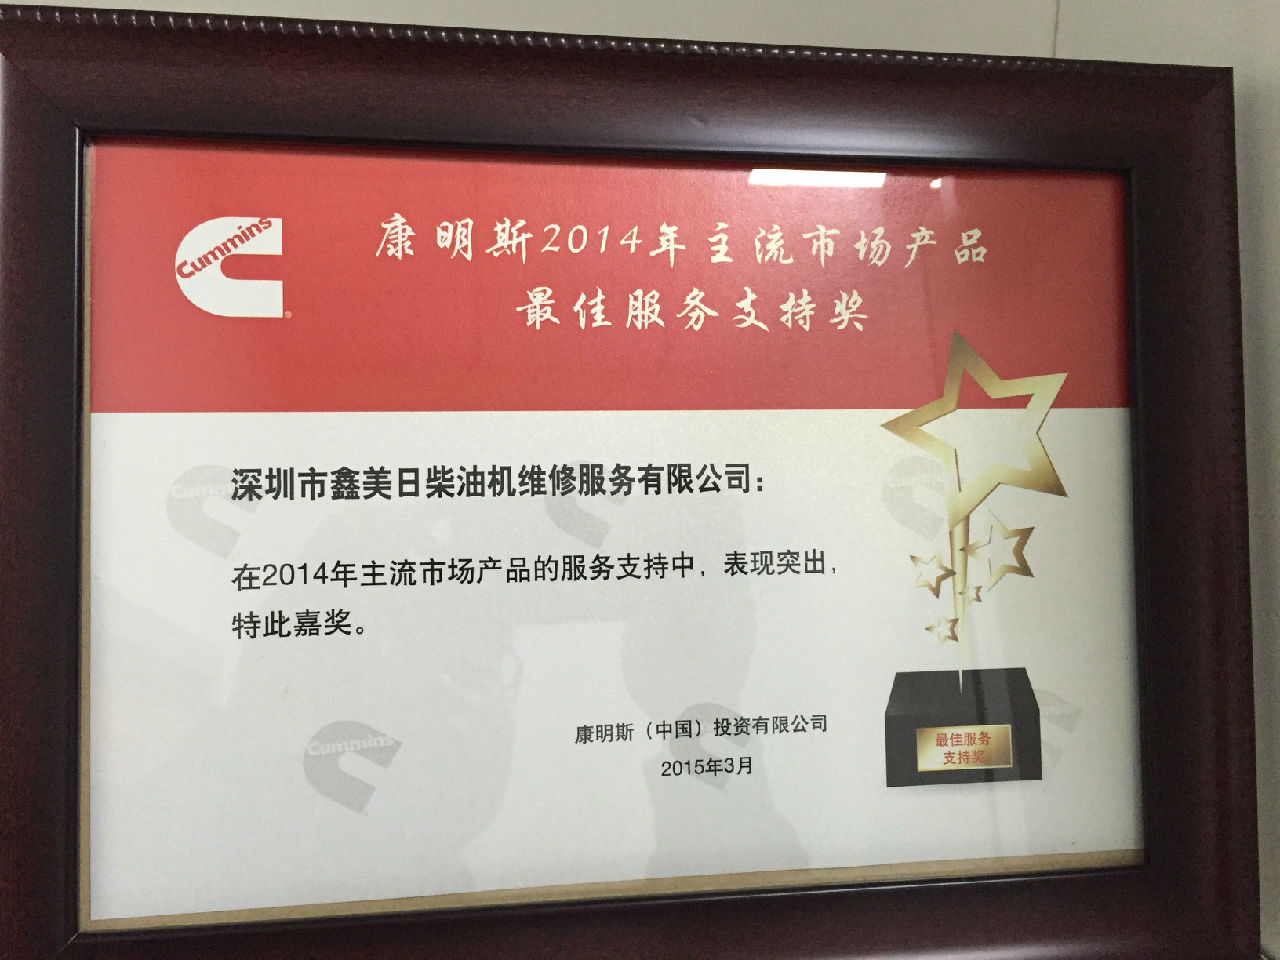 Cummins
康明斯2014年主流市场产品
最佳服务支持奖
深圳市鑫美日柴油机维修服务有限公司：
在2014年主流市场产品的服务支持中，表现突出，
特此嘉奖。
康明斯（中国）投资有限公司
2015年3月
最佳服务
支持奖
Cummins